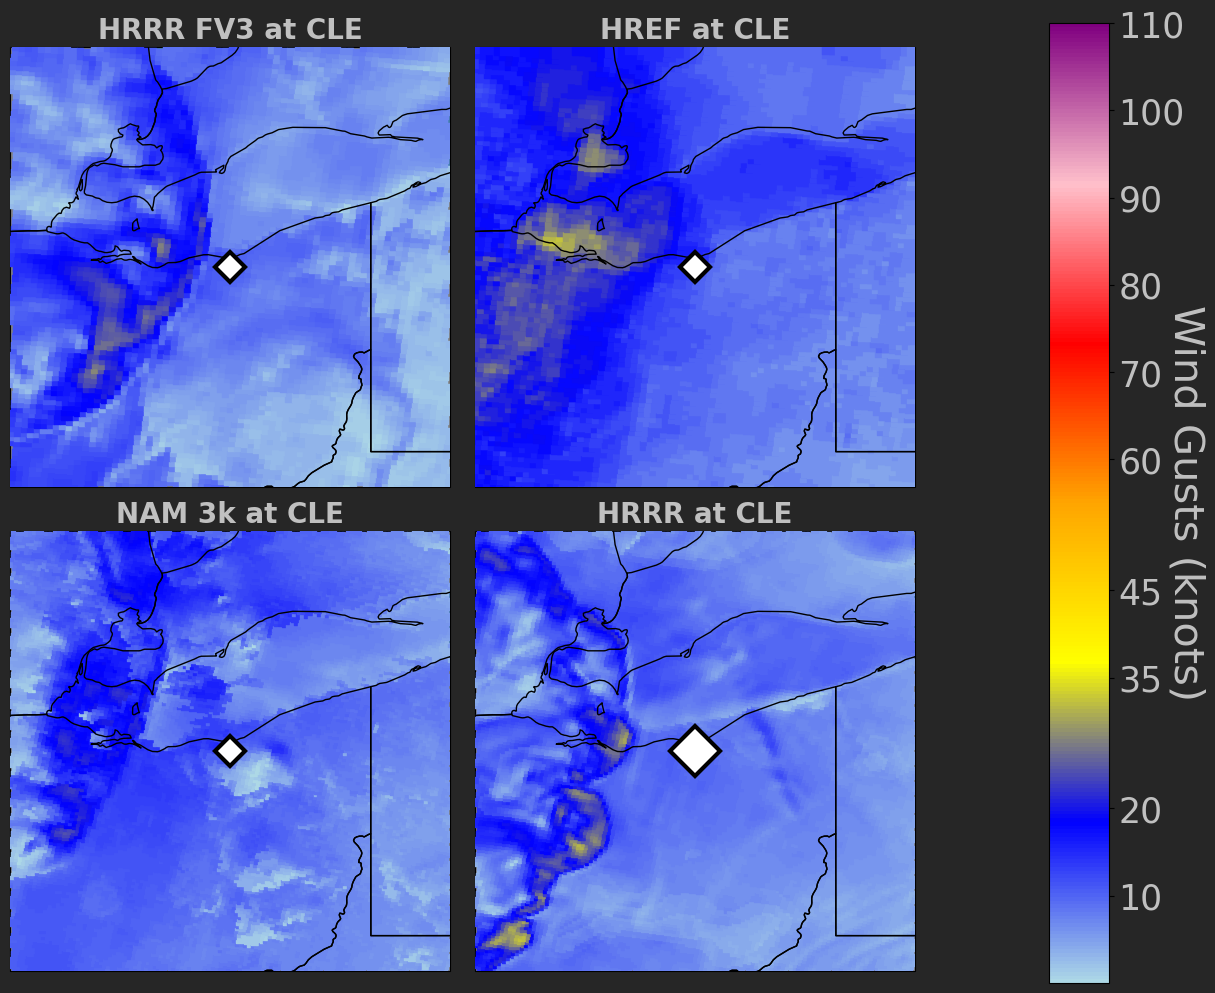 HRRR FV3 at CLE
HREF at CLE
NAM 3k at CLE
HRRR at CLE
110
100
90
80
70
60
45
35
20
10
Wind Gusts (knots)